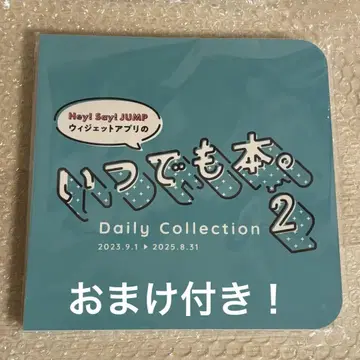 Hey! Say! JUMP
ウィジェットアプリの
いつでも本。
2
Daily Collection
2023.9.1 ▶ 2025.8.31
おまけ付き！